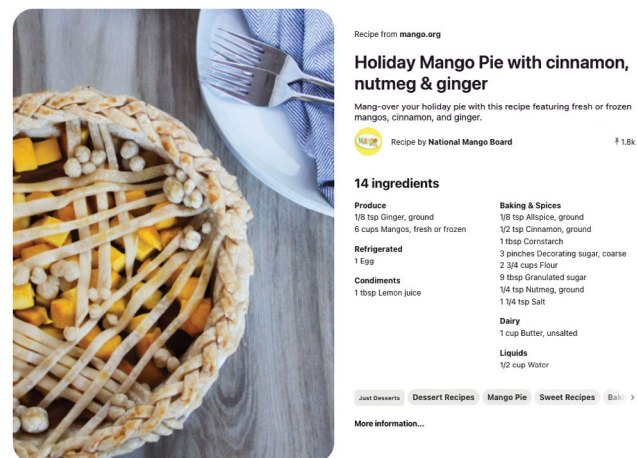 Recipe from mango.org
Holiday Mango Pie with cinnamon,
nutmeg & ginger
Mang-over your holiday pie with this recipe featuring fresh or frozen
mangos, cinnamon, and ginger.
Recipe by National Mango Board
1.8k
14 ingredients
Produce
1/8 tsp Ginger, ground
6 cups Mangos, fresh or frozen
Refrigerated
1 Egg
Condiments
1 tbsp Lemon juice
Baking & Spices
1/8 tsp Allspice, ground
1/2 tsp Cinnamon, ground
1 tbsp Cornstarch
3 pinches Decorating sugar, coarse
2 3/4 cups Flour
9 tbsp Granulated sugar
1/4 tsp Nutmeg, ground
1 1/4 tsp Salt
Dairy
1 cup Butter, unsalted
Liquids
1/2 cup Water
Just Desserts Dessert Recipes Mango Pie Sweet Recipes
More information...